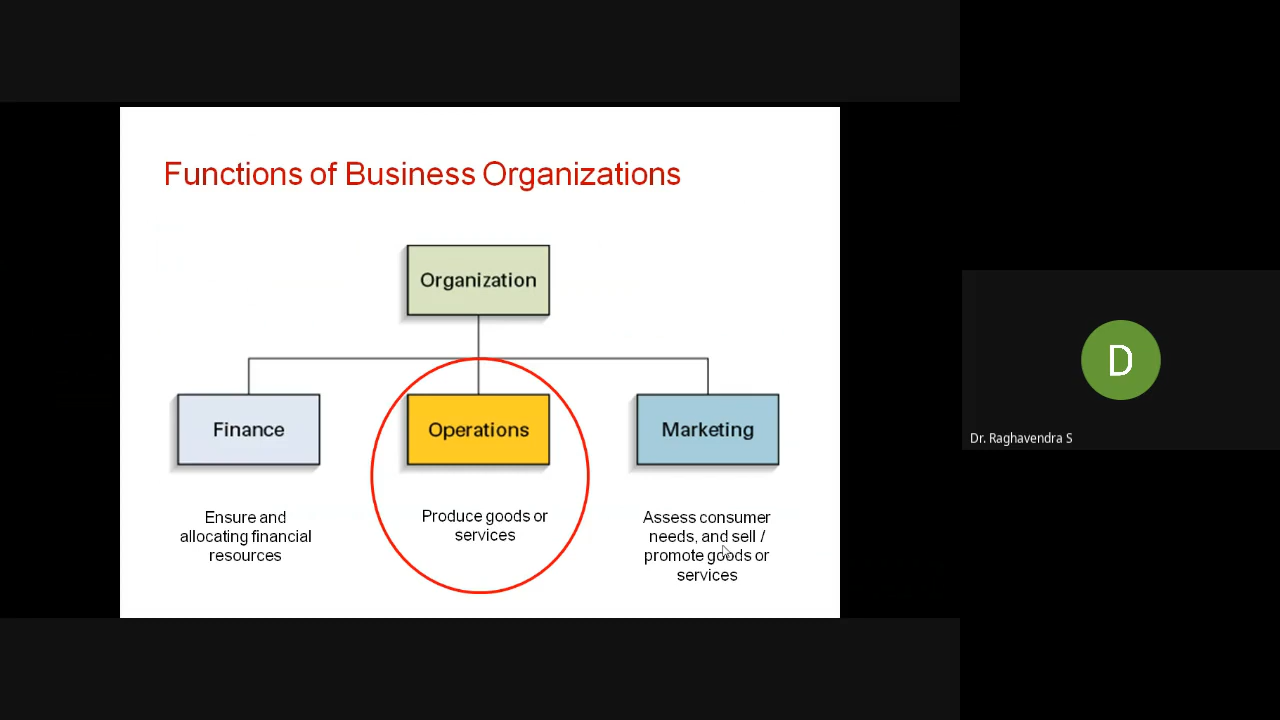 Functions of Business Organizations
Organization
Finance
Operations
Marketing
Ensure and
allocating financial
resources
Produce goods or
services
Assess consumer
needs, and sell /
promote goods or
services
D
Dr. Raghavendra S